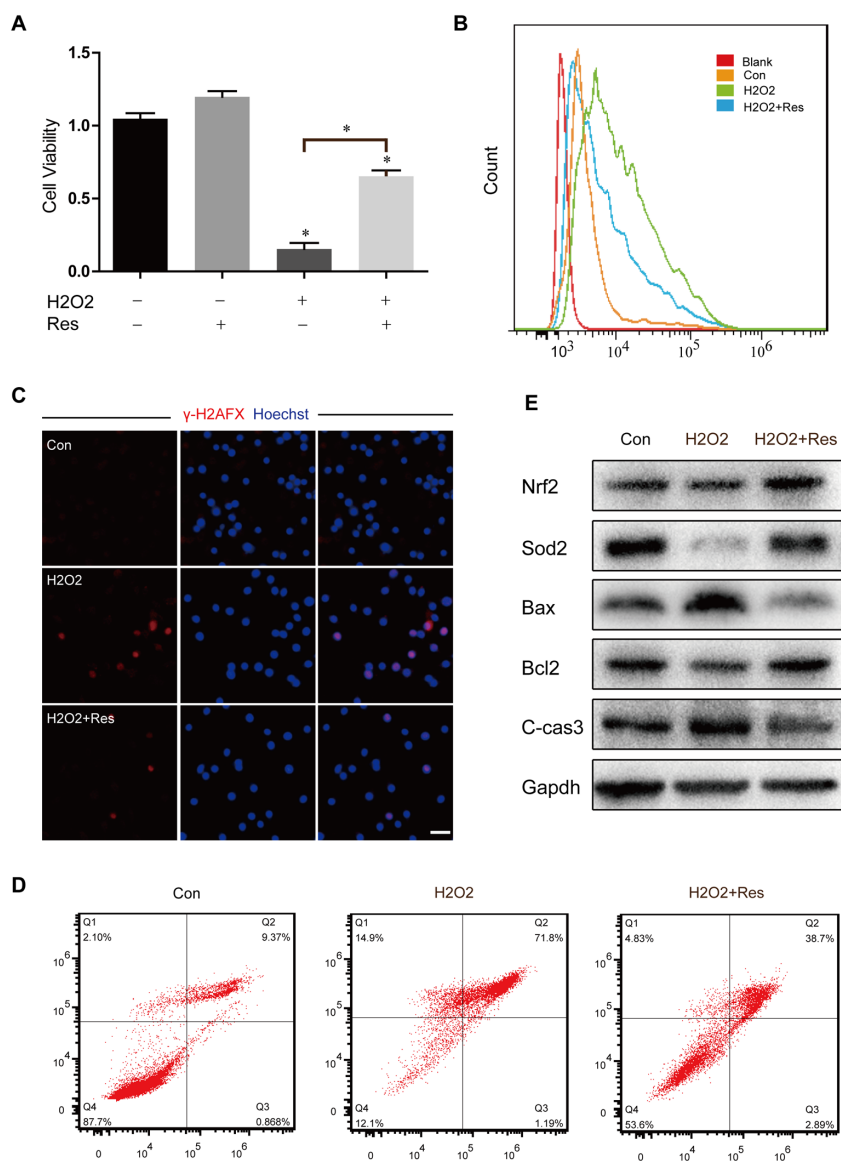 A
1.5
1.0
0.5
0.0
Cell Viability
*
*
*
H2O2 – – + +
Res – + – +
B
Blank
Con
H2O2
H2O2+Res
Count
10³ 10⁴ 10⁵ 10⁶
C
γ-H2AFX Hoechst
Con
H2O2
H2O2+Res
E
Con H2O2 H2O2+Res
Nrf2
Sod2
Bax
Bcl2
C-cas3
Gapdh
D
Con
Q1
2.10%
Q2
9.37%
10⁶
10⁵
10⁴
0
Q4
87.7%
Q3
0.868%
0 10⁴ 10⁵ 10⁶
H2O2
Q1
14.9%
Q2
71.8%
10⁶
10⁵
10⁴
0
Q4
12.1%
Q3
1.19%
0 10⁴ 10⁵ 10⁶
H2O2+Res
Q1
4.83%
Q2
38.7%
10⁶
10⁵
10⁴
0
Q4
53.6%
Q3
2.89%
0 10⁴ 10⁵ 10⁶